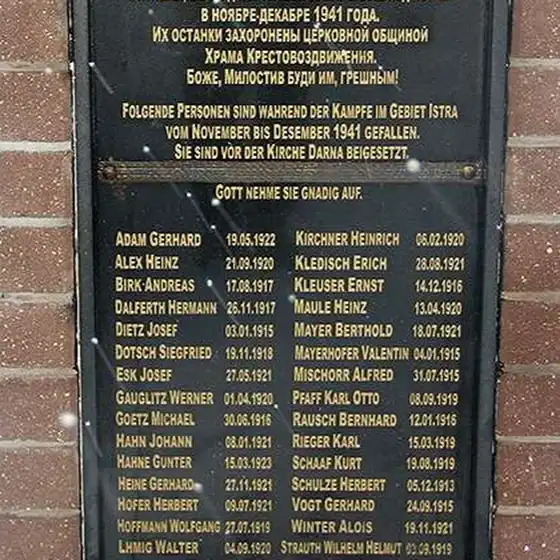 В НОЯБРЕ-ДЕКАБРЕ 1941 ГОДА.
ИХ ОСТАНКИ ЗАХОРОНЕНЫ ЦЕРКОВНОЙ ОБЩИНОЙ
ХРАМА КРЕСТОВОЗДВИЖЕНИЯ.
БОЖЕ, МИЛОСТИВ БУДИ ИМ, ГРЕШНЫМ!
FOLGENDE PERSONEN SIND WAHREND DER KAMPFE IM GEBIET ISTRA
VOM NOVEMBER BIS DESEMBER 1941 GEFALLEN.
SIE SIND VOR DER KIRCHE DARNA BEIGESETZT.
GOTT NEHME SIE GNADIG AUF.
ADAM GERHARD 19.05.1922 KIRCHNER HEINRICH 06.02.1920
ALEX HEINZ 21.09.1920 KLEDISCH ERICH 28.08.1921
BIRK-ANDREAS 17.08.1917 KLEUSER ERNST 14.12.1916
DALFERTH HERMANN 26.11.1917 MAULE HEINZ 13.04.1920
DIETZ JOSEF 03.01.1915 MAYER BERTHOLD 18.07.1921
DOTSCH SIEGFRIED 19.11.1918 MAYERHOFER VALENTIN 04.01.1915
ESK JOSEF 27.05.1921 MISCHORR ALFRED 31.07.1915
GAUGLITZ WERNER 01.04.1920 PFAFF KARL OTTO 08.09.1919
GOETZ MICHAEL 30.06.1916 RAUSCH BERNHARD 12.01.1916
HAHN JOHANN 08.01.1921 RIEGER KARL 15.03.1919
HAHNE GUNTER 15.03.1923 SCHAAF KURT 19.08.1919
HEINE GERHARD 27.11.1921 SCHULZE HERBERT 05.12.1913
HOFER HERBERT 09.07.1921 VOGT GERHARD 24.09.1915
HOFFMANN WOLFGANG 27.07.1919 WINTER ALOIS 19.11.1921
LHMIG WALTER 04.09.1920 STRAUTH WILHELM HELMUT 03.09.1919